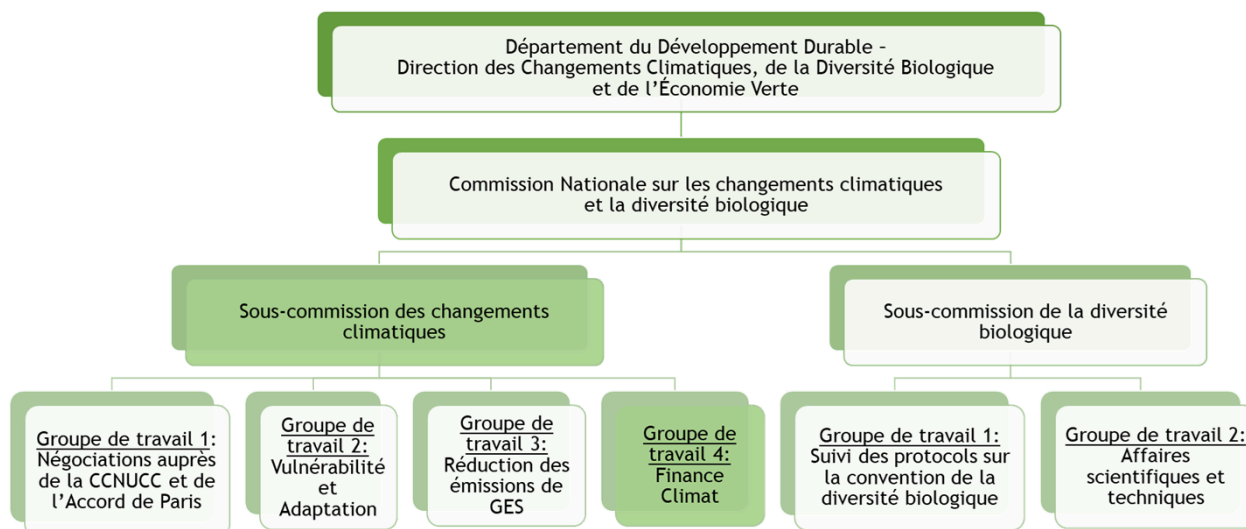 Département du Développement Durable –
Direction des Changements Climatiques, de la Diversité Biologique
et de l'Économie Verte
Commission Nationale sur les changements climatiques
et la diversité biologique
Sous-commission des changements
climatiques
Sous-commission de la diversité
biologique
Groupe de travail 1:
Négociations auprès
de la CCNUCC et de
l'Accord de Paris
Groupe de
travail 2:
Vulnérabilité
et
Adaptation
Groupe de
travail 3:
Réduction des
émissions de
GES
Groupe de
travail 4:
Finance
Climat
Groupe de travail 1:
Suivi des protocols sur
la convention de la
diversité biologique
Groupe de travail 2:
Affaires
scientifiques et
techniques